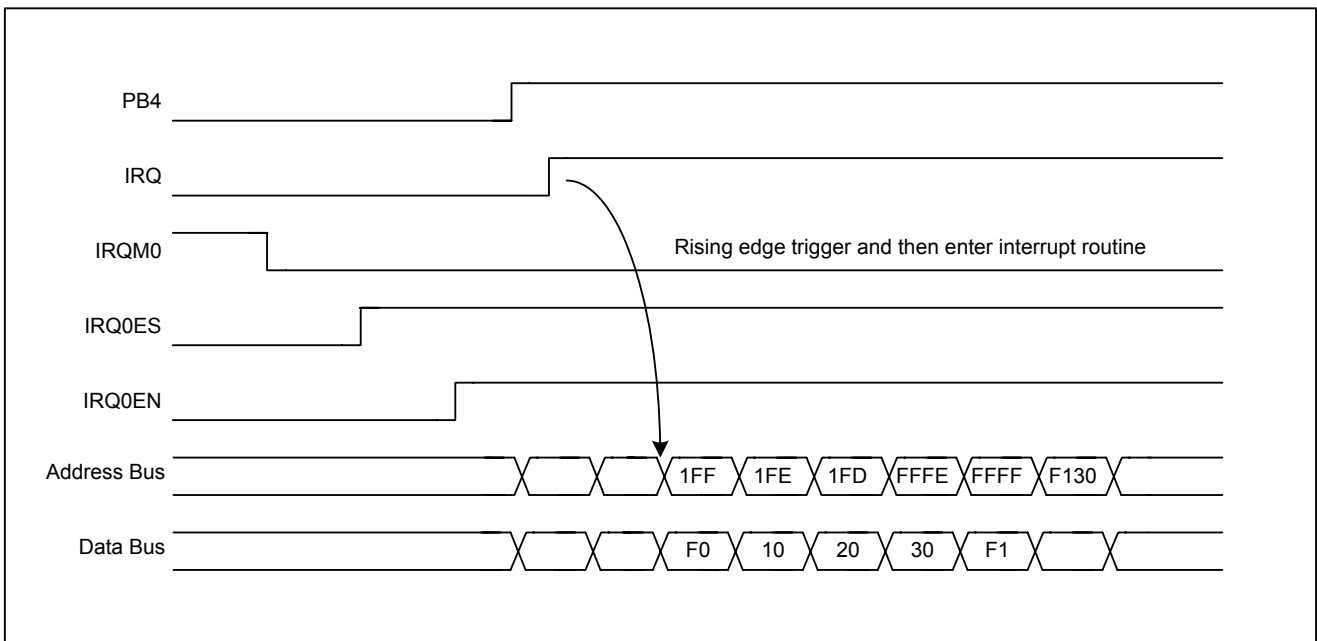 PB4
IRQ
IRQM0
Rising edge trigger and then enter interrupt routine
IRQ0ES
IRQ0EN
Address Bus
1FF 1FE 1FD FFFE FFFF F130
Data Bus
F0 10 20 30 F1